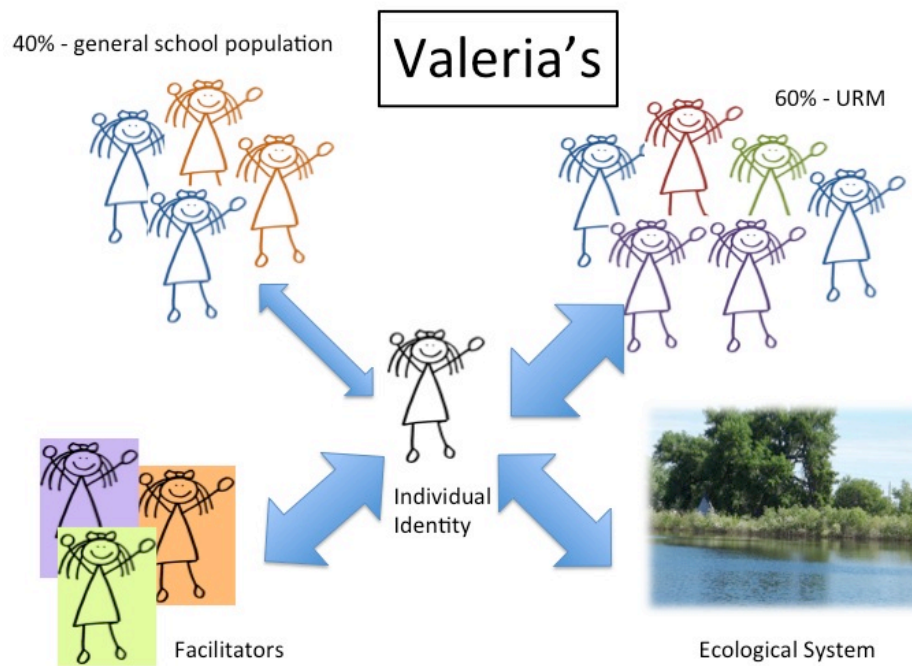 40% - general school population
Valeria’s
60% - URM
Individual
Identity
Facilitators
Ecological System